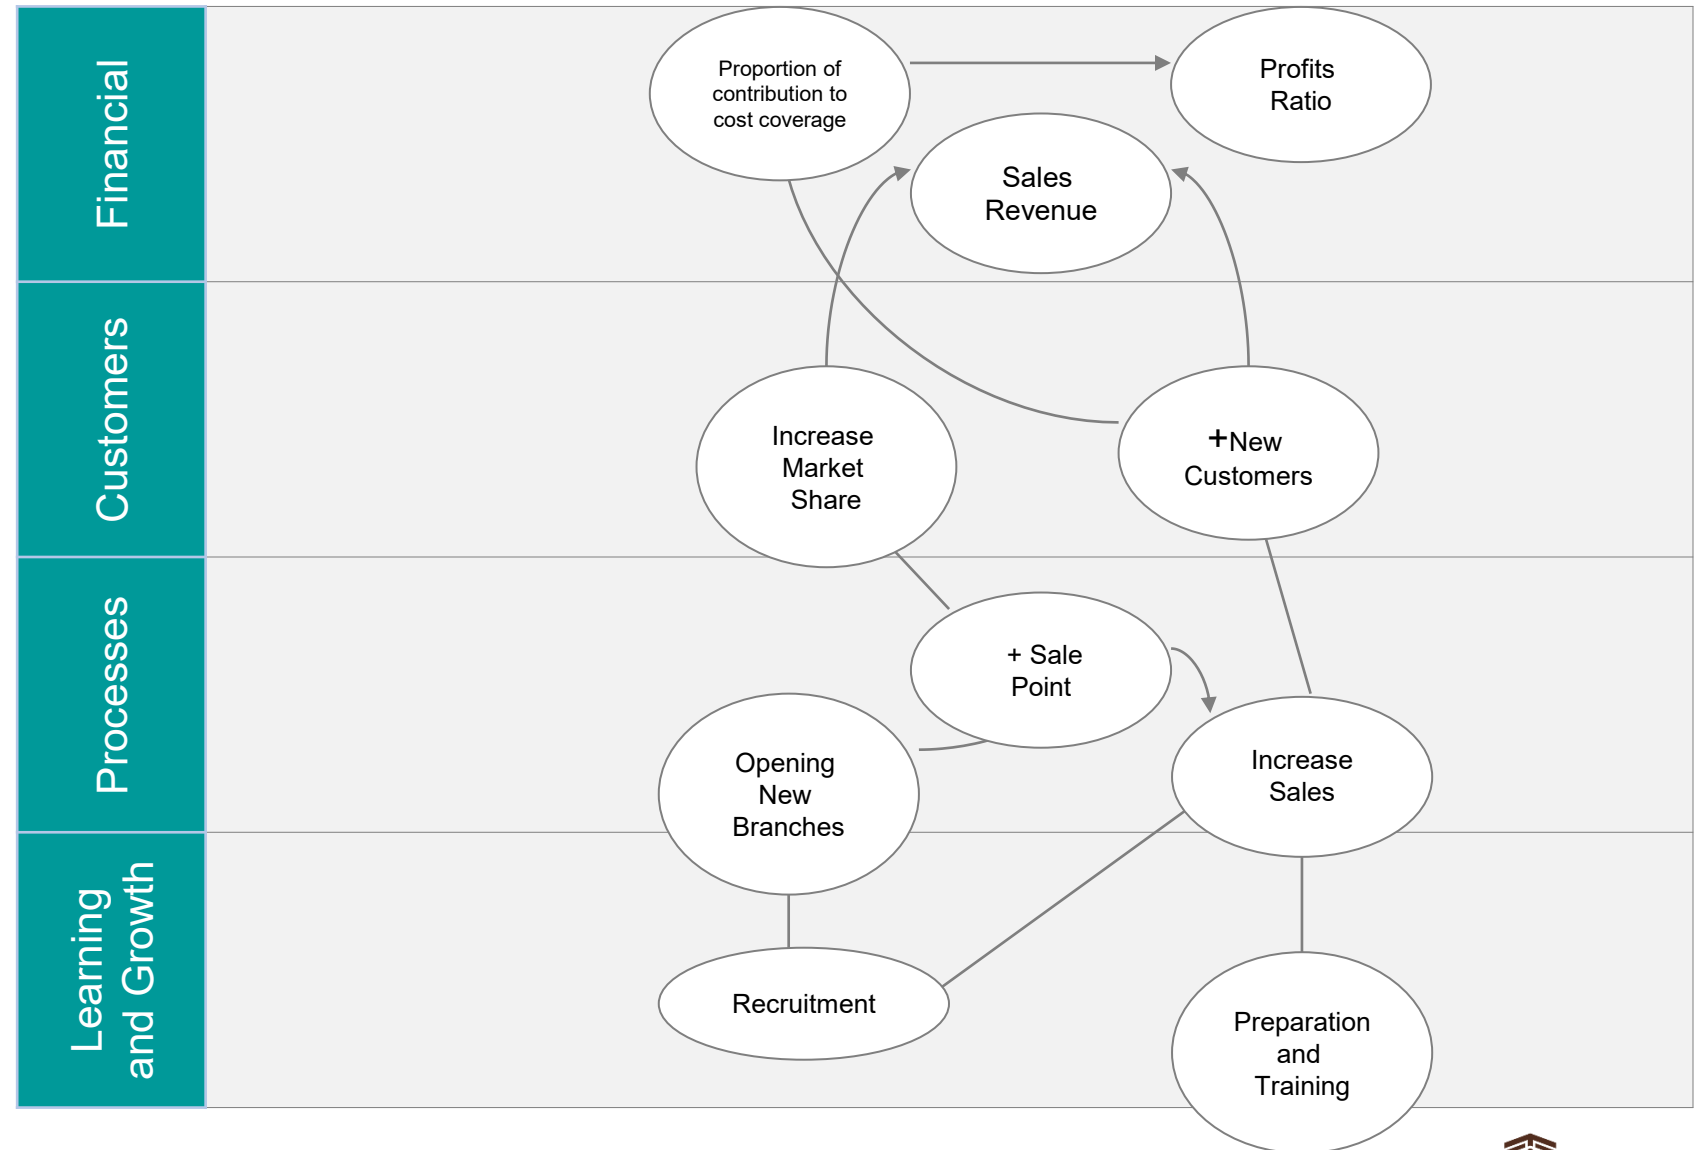 Financial
Proportion of
contribution to
cost coverage
Profits
Ratio
Sales
Revenue
Customers
Increase
Market
Share
+New
Customers
Processes
+ Sale
Point
Opening
New
Branches
Increase
Sales
Learning
and Growth
Recruitment
Preparation
and
Training